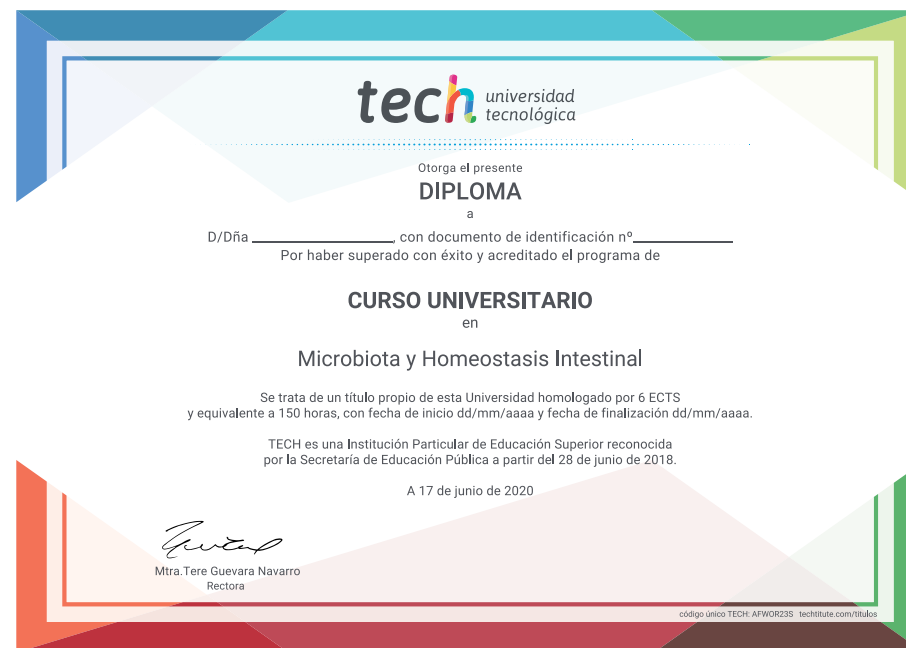 tech universidad
tecnológica
Otorga el presente
DIPLOMA
a
D/Dña ____________________, con documento de identificación nº______________
Por haber superado con éxito y acreditado el programa de
CURSO UNIVERSITARIO
en
Microbiota y Homeostasis Intestinal
Se trata de un título propio de esta Universidad homologado por 6 ECTS
y equivalente a 150 horas, con fecha de inicio dd/mm/aaaa y fecha de finalización dd/mm/aaaa.
TECH es una Institución Particular de Educación Superior reconocida
por la Secretaría de Educación Pública a partir del 28 de junio de 2018.
A 17 de junio de 2020
Mtra.Tere Guevara Navarro
Rectora
código único TECH: AFWOR23S techtitute.com/titulos